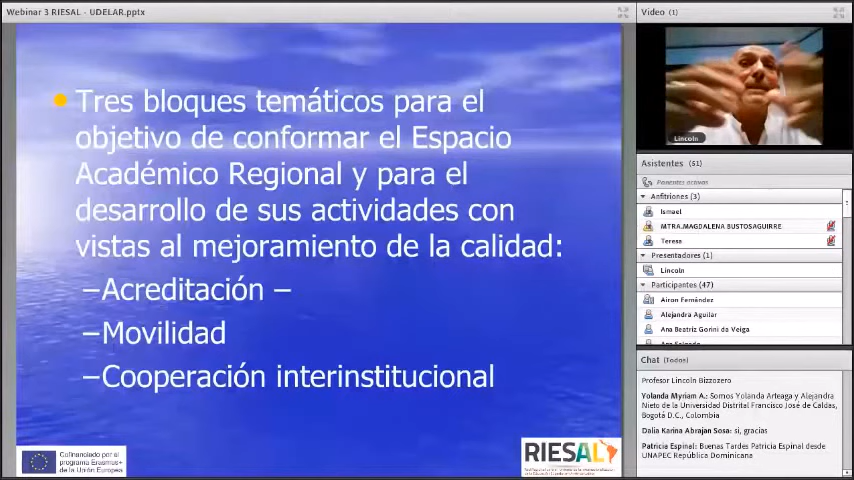 Webinar 3 RIESAL - UDELAR.pptx
Tres bloques temáticos para el
objetivo de conformar el Espacio
Académico Regional y para el
desarrollo de sus actividades con
vistas al mejoramiento de la calidad:
–Acreditación –
–Movilidad
–Cooperación interinstitucional
Cofinanciado por el
programa Erasmus+
de la Unión Europea
RIESAL
Video (1)
Lincoln
Asistentes (51)
Ponentes activos
Anfitriones (3)
Ismael
MTRA.MAGDALENA BUSTOSAGUIRRE
Teresa
Presentadores (1)
Lincoln
Participantes (47)
Airon Fernández
Alejandra Aguilar
Ana Beatriz Gorini da Veiga
Chat (Todos)
Profesor Lincoln Bizzozero
Yolanda Myriam A.: Somos Yolanda Arteaga y Alejandra
Nieto de la Universidad Distrital Francisco José de Caldas,
Bogotá D.C., Colombia
Dalia Karina Abrajan Sosa: si, gracias
Patricia Espinal: Buenas Tardes Patricia Espinal desde
UNAPEC República Dominicana